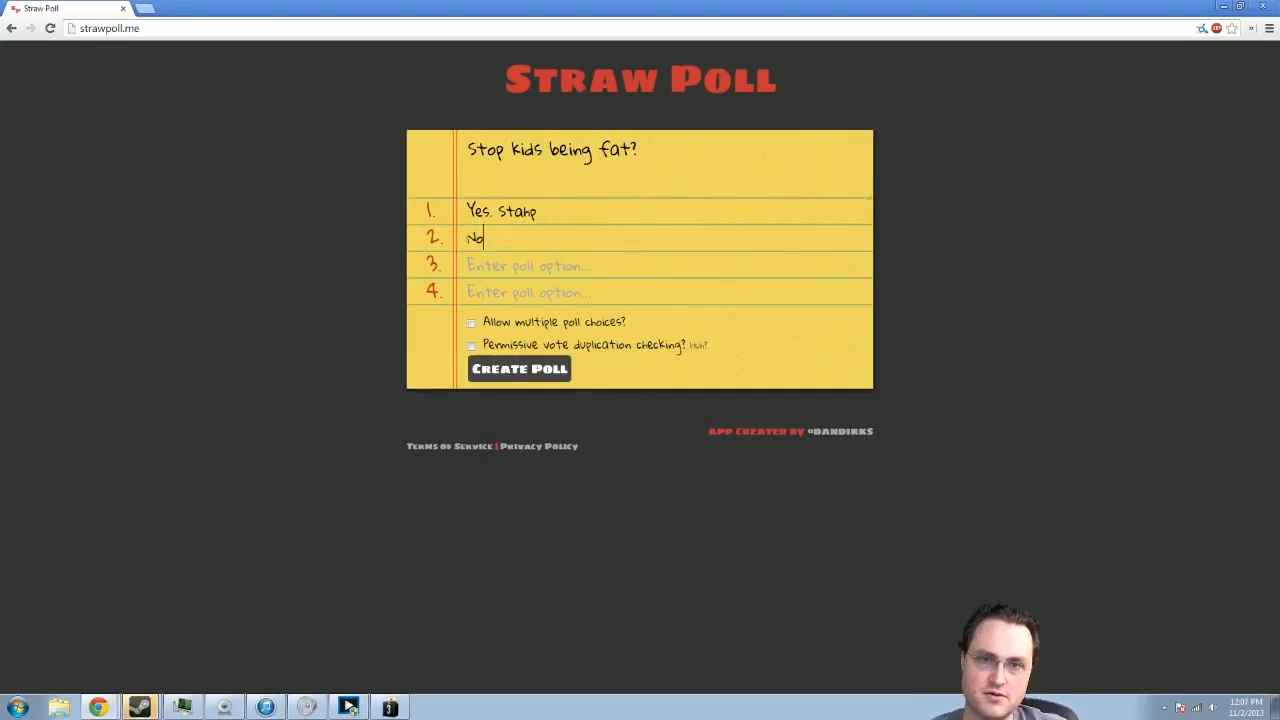 Straw Poll
strawpoll.me
Straw Poll
Stop kids being fat?
1. Yes. Stahp
2. No
3. Enter poll option...
4. Enter poll option...
Allow multiple poll choices?
Permissive vote duplication checking? Huh?
Create Poll
App created by @dandirks
Terms of Service | Privacy Policy
12:07 PM
11/2/2013